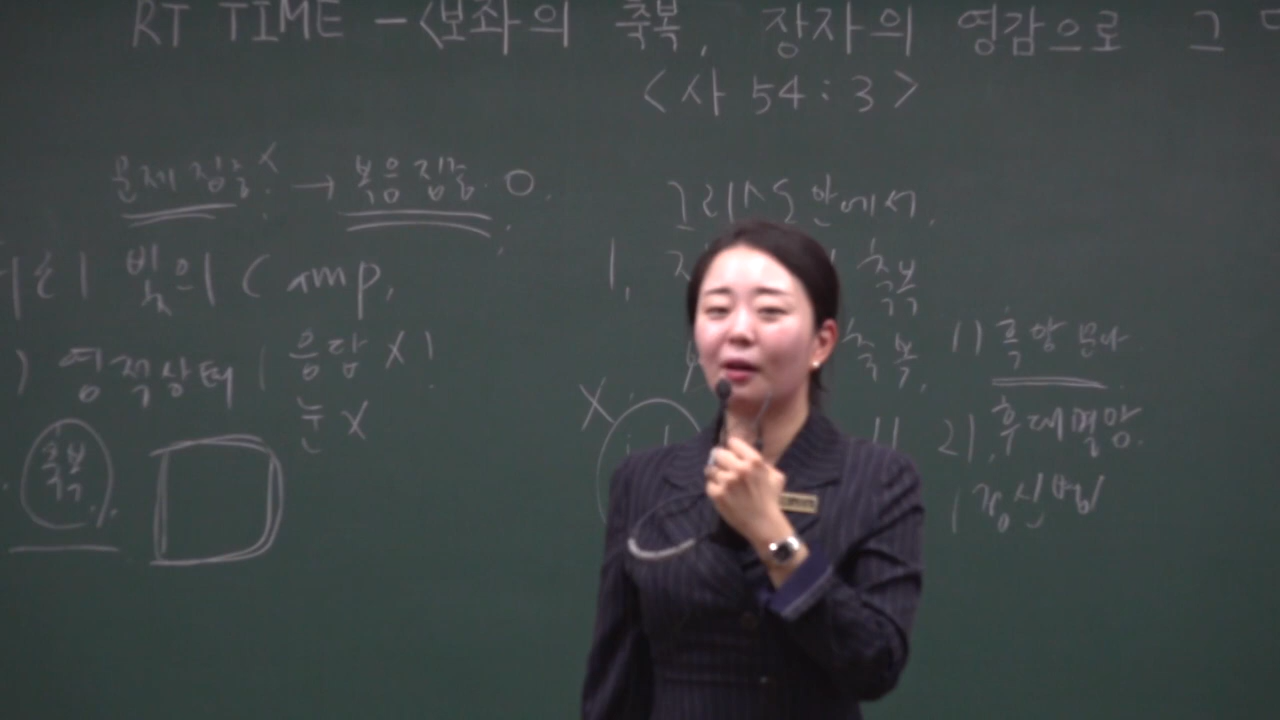 RT TIME - <보좌의 축복, 장자의 영감으로 그
<사 54:3>
문제 집중 X → 복음 집중 O.
그리스도 안에서.
빛의 Camp,
1, 축복
) 영적상태 ( 응답 X )
눈 X
축복,
1) 흑암 문화
X
축복
2) 후대멸망.
(정신병)